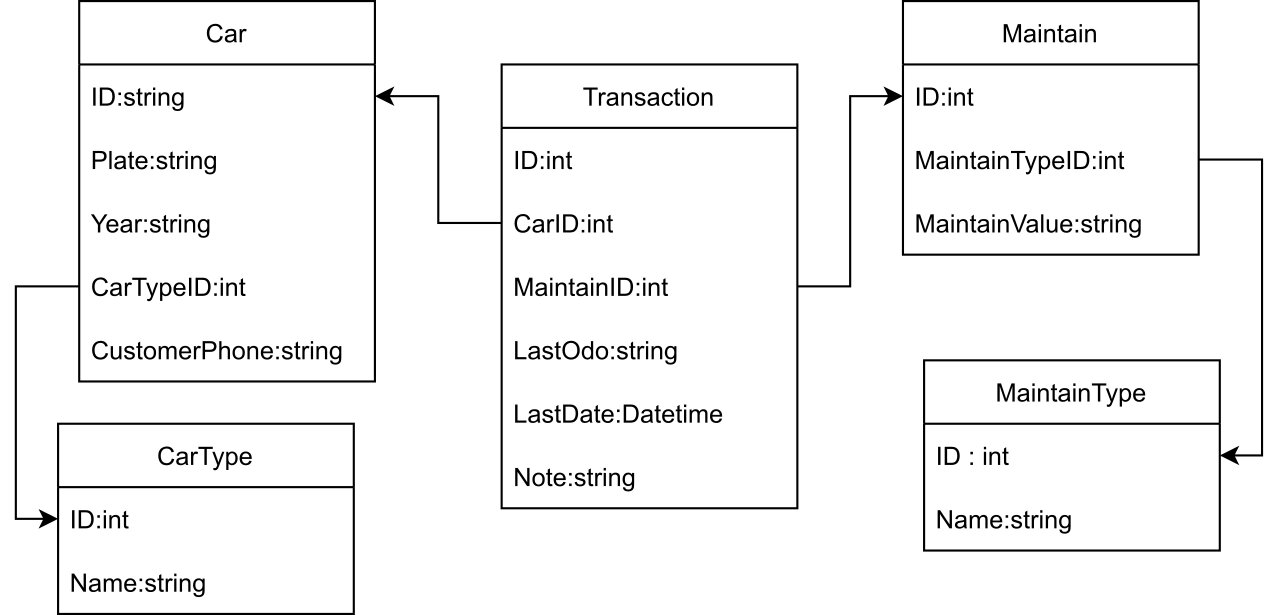 Car
ID:string
Plate:string
Year:string
CarTypeID:int
CustomerPhone:string
CarType
ID:int
Name:string
Transaction
ID:int
CarID:int
MaintainID:int
LastOdo:string
LastDate:Datetime
Note:string
Maintain
ID:int
MaintainTypeID:int
MaintainValue:string
MaintainType
ID : int
Name:string